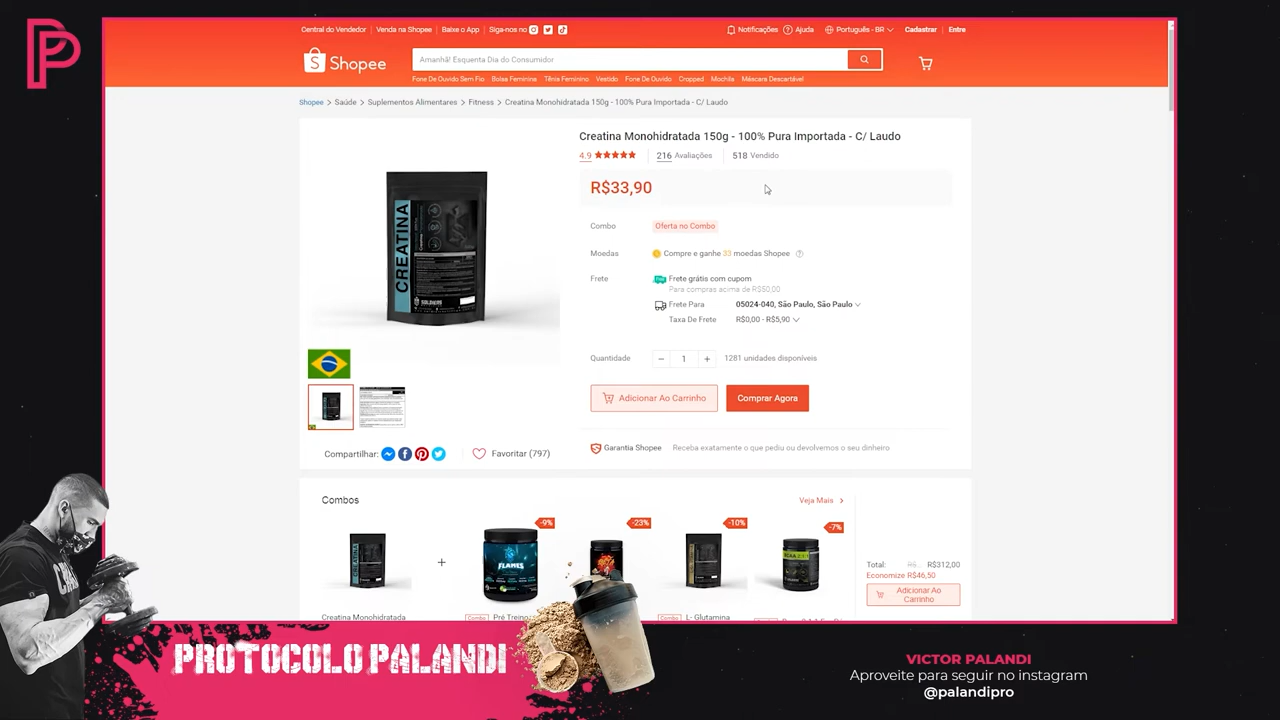 Central do Vendedor Venda na Shopee Baixe o App Siga-nos no
Notificações Ajuda Português - BR Cadastrar Entre
Shopee
Amanhã! Esquenta Dia do Consumidor
Fone De Ouvido Sem Fio Bolsa Feminina Tênis Feminino Vestido Fone De Ouvido Cropped Mochila Máscara Descartável
Shopee > Saúde > Suplementos Alimentares > Fitness > Creatina Monohidratada 150g - 100% Pura Importada - C/ Laudo
Creatina Monohidratada 150g - 100% Pura Importada - C/ Laudo
4.9 216 Avaliações 518 Vendido
R$33,90
CREATINA
SOLDIERS
Combo Oferta no Combo
Moedas Compre e ganhe 33 moedas Shopee ?
Frete Frete grátis com cupom
Para compras acima de R$50,00
Frete Para 05024-040, São Paulo, São Paulo
Taxa De Frete R$0,00 - R$5,90
Quantidade − 1 + 1281 unidades disponíveis
Adicionar Ao Carrinho Comprar Agora
Garantia Shopee Receba exatamente o que pediu ou devolvemos o seu dinheiro
Compartilhar: Favoritar (797)
Combos Veja Mais >
-9% -23% -10% -7%
+
FLAMES
Total: R$... R$312,00
Economize R$46,50
Adicionar Ao
Carrinho
Creatina Monohidratada Combo Pré Treino Combo L- Glutamina Combo
PROTOCOLO PALANDI
VICTOR PALANDI
Aproveite para seguir no instagram
@palandipro